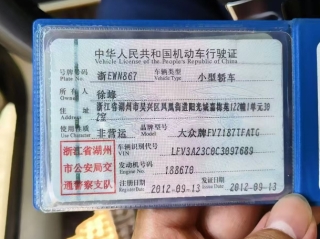 中华人民共和国机动车行驶证
Vehicle License of the People's Republic of China
号牌号码 浙EWN867 车辆类型 小型轿车
Plate No. Vehicle Type
所有人 徐峰
Owner
住址 浙江省湖州市吴兴区凤凰街道阳光城嘉梅苑122幢1单元30
2室
Address
使用性质 非营运 品牌型号 大众牌FV7187TFATG
Use Character Model
浙江省湖州
市公安局交
通警察支队
车辆识别代号 LFV3A23C0C3097689
VIN
发动机号码 188670
Engine No.
注册日期 2012-09-13 发证日期 2012-09-13
Register Date Issue Date